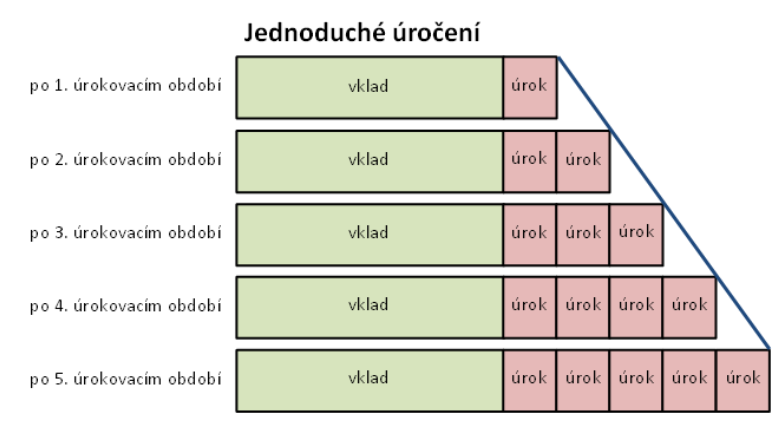 Jednoduché úročení
po 1. úrokovacím období vklad úrok
po 2. úrokovacím období vklad úrok úrok
po 3. úrokovacím období vklad úrok úrok úrok
po 4. úrokovacím období vklad úrok úrok úrok úrok
po 5. úrokovacím období vklad úrok úrok úrok úrok úrok